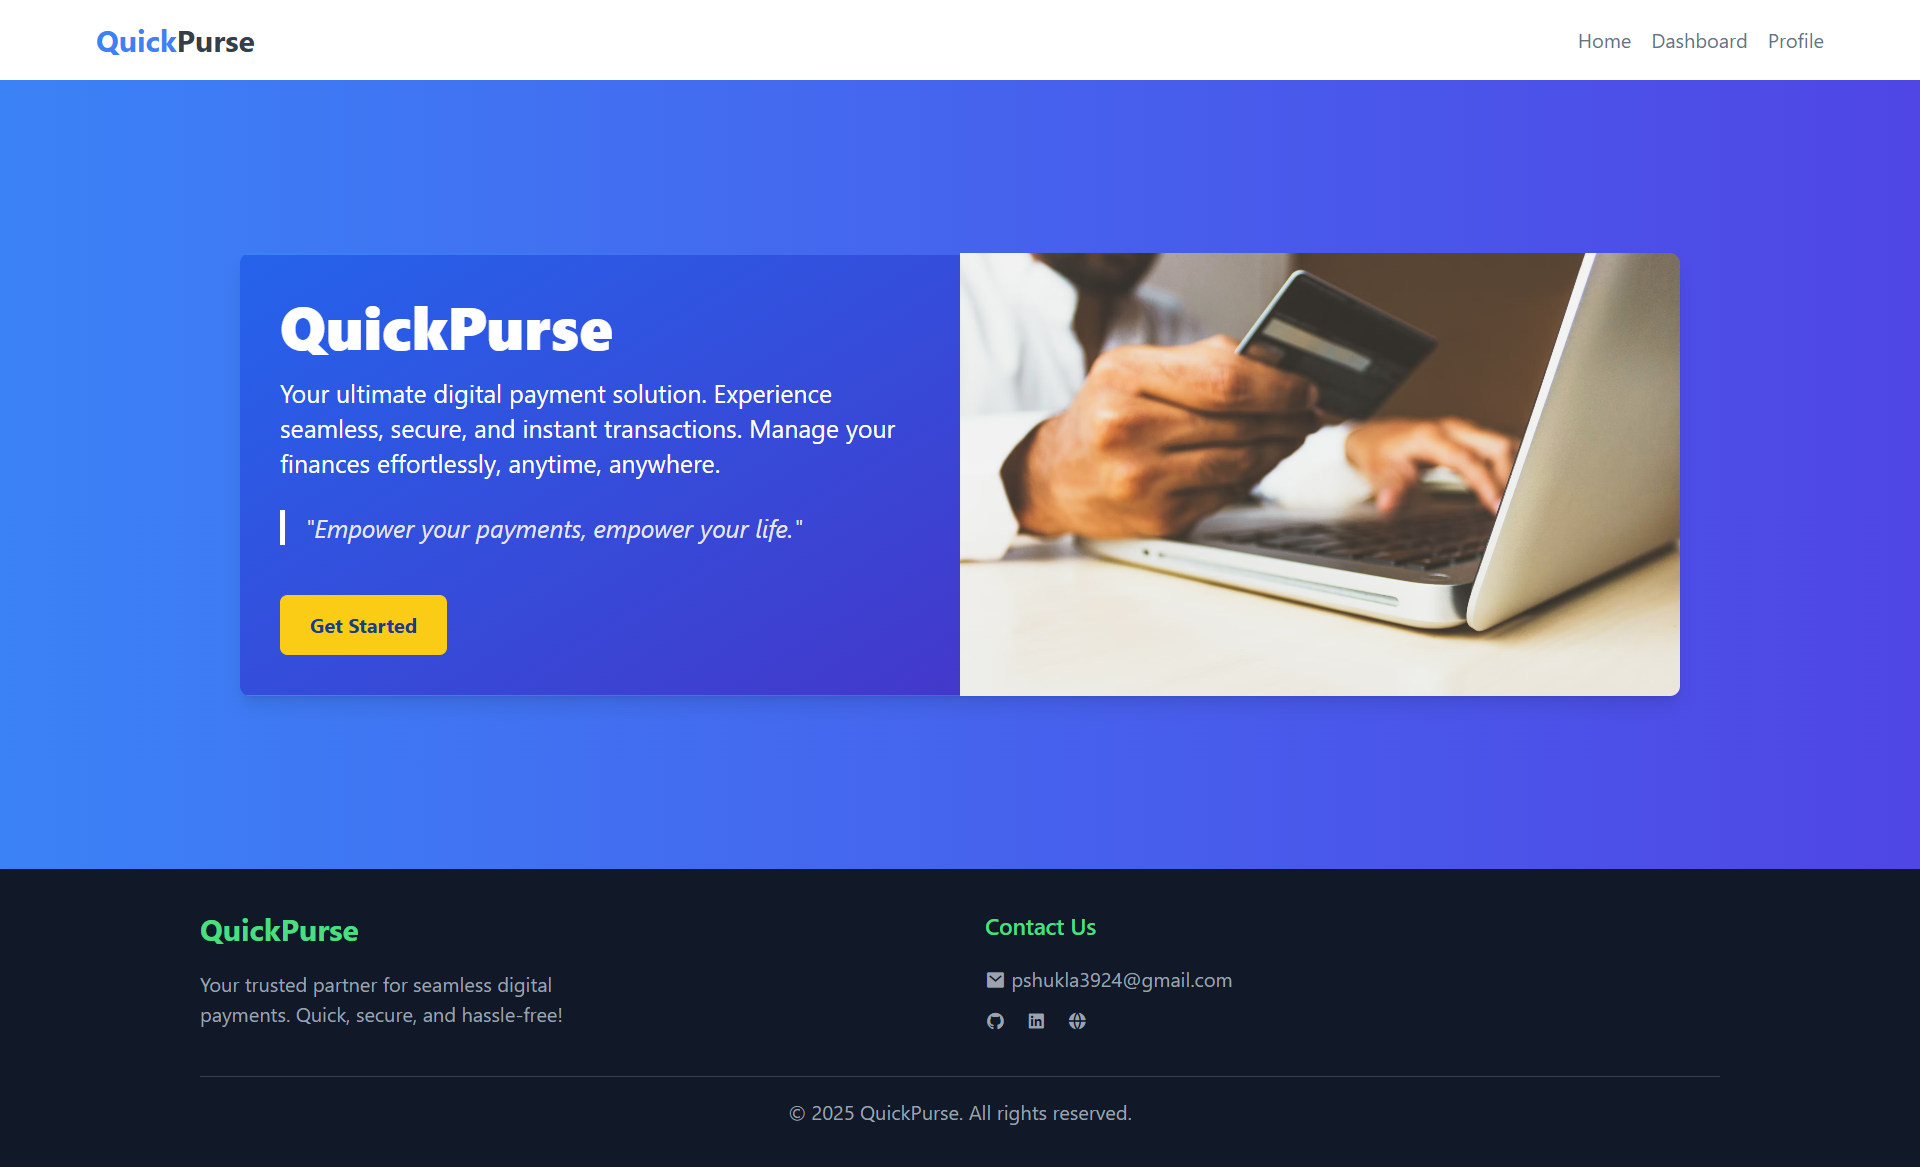 QuickPurse
Home Dashboard Profile
QuickPurse
Your ultimate digital payment solution. Experience
seamless, secure, and instant transactions. Manage your
finances effortlessly, anytime, anywhere.
"Empower your payments, empower your life."
Get Started
QuickPurse
Your trusted partner for seamless digital
payments. Quick, secure, and hassle-free!
Contact Us
pshukla3924@gmail.com
© 2025 QuickPurse. All rights reserved.